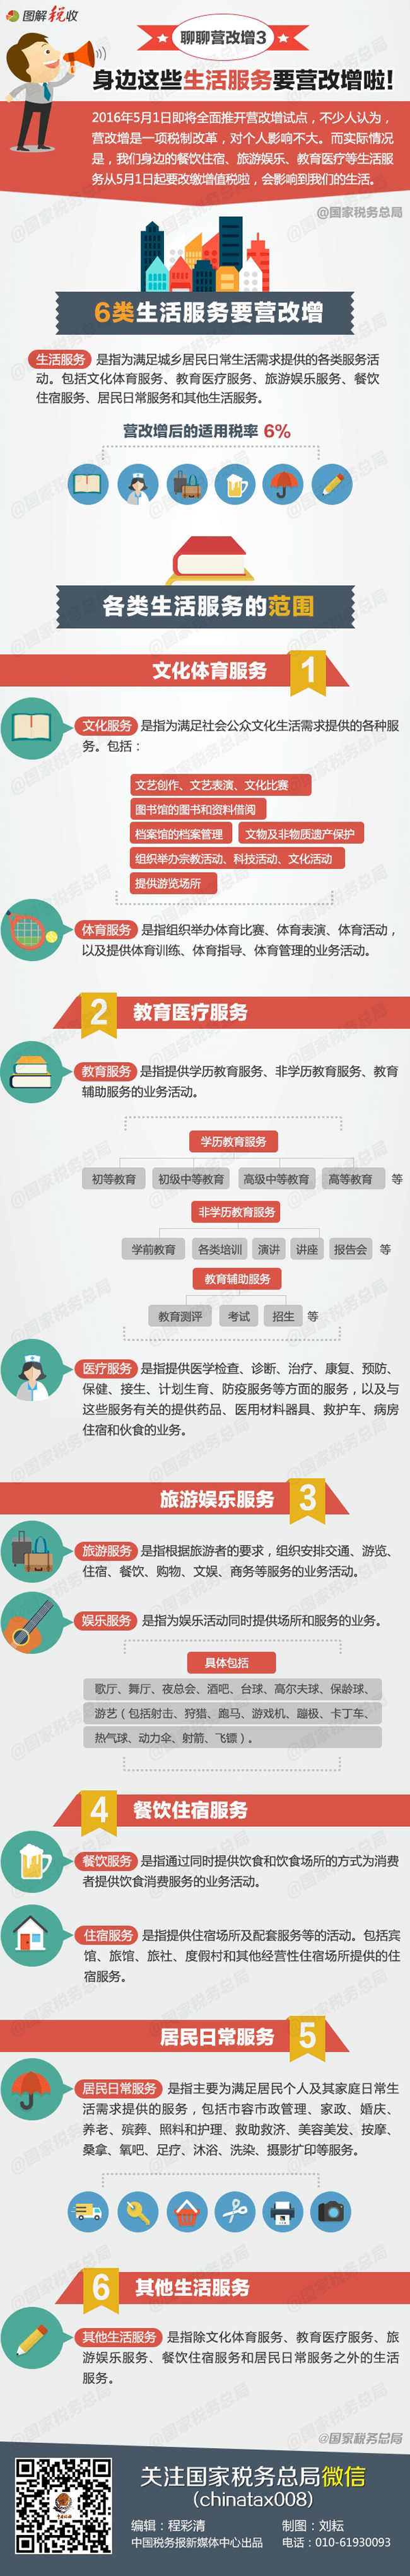 图解税收
聊聊营改增3
身边这些生活服务要营改增啦!
2016年5月1日即将全面推开营改增试点，不少人认为，
营改增是一项税制改革，对个人影响不大。而实际情况
是，我们身边的餐饮住宿、旅游娱乐、教育医疗等生活服
务从5月1日起要改缴增值税啦，会影响到我们的生活。
@国家税务总局
6类生活服务要营改增
生活服务 是指为满足城乡居民日常生活需求提供的各类服务活
动。包括文化体育服务、教育医疗服务、旅游娱乐服务、餐饮
住宿服务、居民日常服务和其他生活服务。
营改增后的适用税率 6%
各类生活服务的范围
文化体育服务 1
文化服务 是指为满足社会公众文化生活需求提供的各种服
务。包括：
文艺创作、文艺表演、文化比赛
图书馆的图书和资料借阅
档案馆的档案管理 文物及非物质遗产保护
组织举办宗教活动、科技活动、文化活动
提供游览场所
体育服务 是指组织举办体育比赛、体育表演、体育活动，
以及提供体育训练、体育指导、体育管理的业务活动。
2 教育医疗服务
教育服务 是指提供学历教育服务、非学历教育服务、教育
辅助服务的业务活动。
学历教育服务
初等教育 初级中等教育 高级中等教育 高等教育 等
非学历教育服务
学前教育 各类培训 演讲 讲座 报告会 等
教育辅助服务
教育测评 考试 招生 等
医疗服务 是指提供医学检查、诊断、治疗、康复、预防、
保健、接生、计划生育、防疫服务等方面的服务，以及与
这些服务有关的提供药品、医用材料器具、救护车、病房
住宿和伙食的业务。
旅游娱乐服务 3
旅游服务 是指根据旅游者的要求，组织安排交通、游览、
住宿、餐饮、购物、文娱、商务等服务的业务活动。
娱乐服务 是指为娱乐活动同时提供场所和服务的业务。
具体包括
歌厅、舞厅、夜总会、酒吧、台球、高尔夫球、保龄球、
游艺（包括射击、狩猎、跑马、游戏机、蹦极、卡丁车、
热气球、动力伞、射箭、飞镖）。
4 餐饮住宿服务
餐饮服务 是指通过同时提供饮食和饮食场所的方式为消费
者提供饮食消费服务的业务活动。
住宿服务 是指提供住宿场所及配套服务等的活动。包括宾
馆、旅馆、旅社、度假村和其他经营性住宿场所提供的住
宿服务。
居民日常服务 5
居民日常服务 是指主要为满足居民个人及其家庭日常生
活需求提供的服务，包括市容市政管理、家政、婚庆、
养老、殡葬、照料和护理、救助救济、美容美发、按摩、
桑拿、氧吧、足疗、沐浴、洗染、摄影扩印等服务。
6 其他生活服务
其他生活服务 是指除文化体育服务、教育医疗服务、旅
游娱乐服务、餐饮住宿服务和居民日常服务之外的生活
服务。
@国家税务总局
关注国家税务总局微信
(chinatax008)
编辑：程彩清 制图：刘耘
中国税务报新媒体中心出品 电话：010-61930093